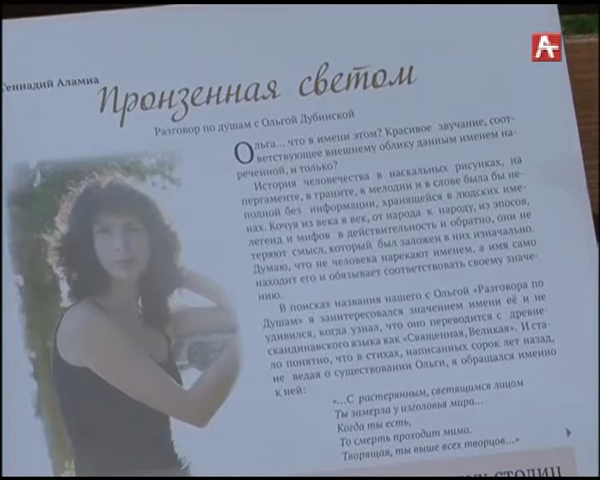 A
Геннадий Аламиа
Пронзенная светом
Разговор по душам с Ольгой Дубинской
Ольга... что в имени этом? Красивое звучание, соот-
ветствующее внешнему облику данным именем на-
реченной, и только?
История человечества в наскальных рисунках, на
пергаменте, в граните, в мелодии и в слове была бы не-
полной без информации, хранящейся в людских име-
нах. Кочуя из века в век, от народа к народу, из эпосов,
легенд и мифов в действительность и обратно, они не
теряют смысл, который был заложен в них изначально.
Думаю, что не человека нарекают именем, а имя само
находит его и обязывает соответствовать своему значе-
нию.
В поисках названия нашего с Ольгой «Разговора по
Душам» я заинтересовался значением имени её и не
удивился, когда узнал, что оно переводится с древне-
скандинавского языка как «Священная, Великая». И ста-
ло понятно, что в стихах, написанных сорок лет назад,
не ведая о существовании Ольги, я обращался именно
к ней:
«...С растерянным, светящимся лицом
Ты замерла у изголовья мира...
Когда ты есть,
То смерть проходит мимо.
Творящая, ты выше всех творцов...»
столиц